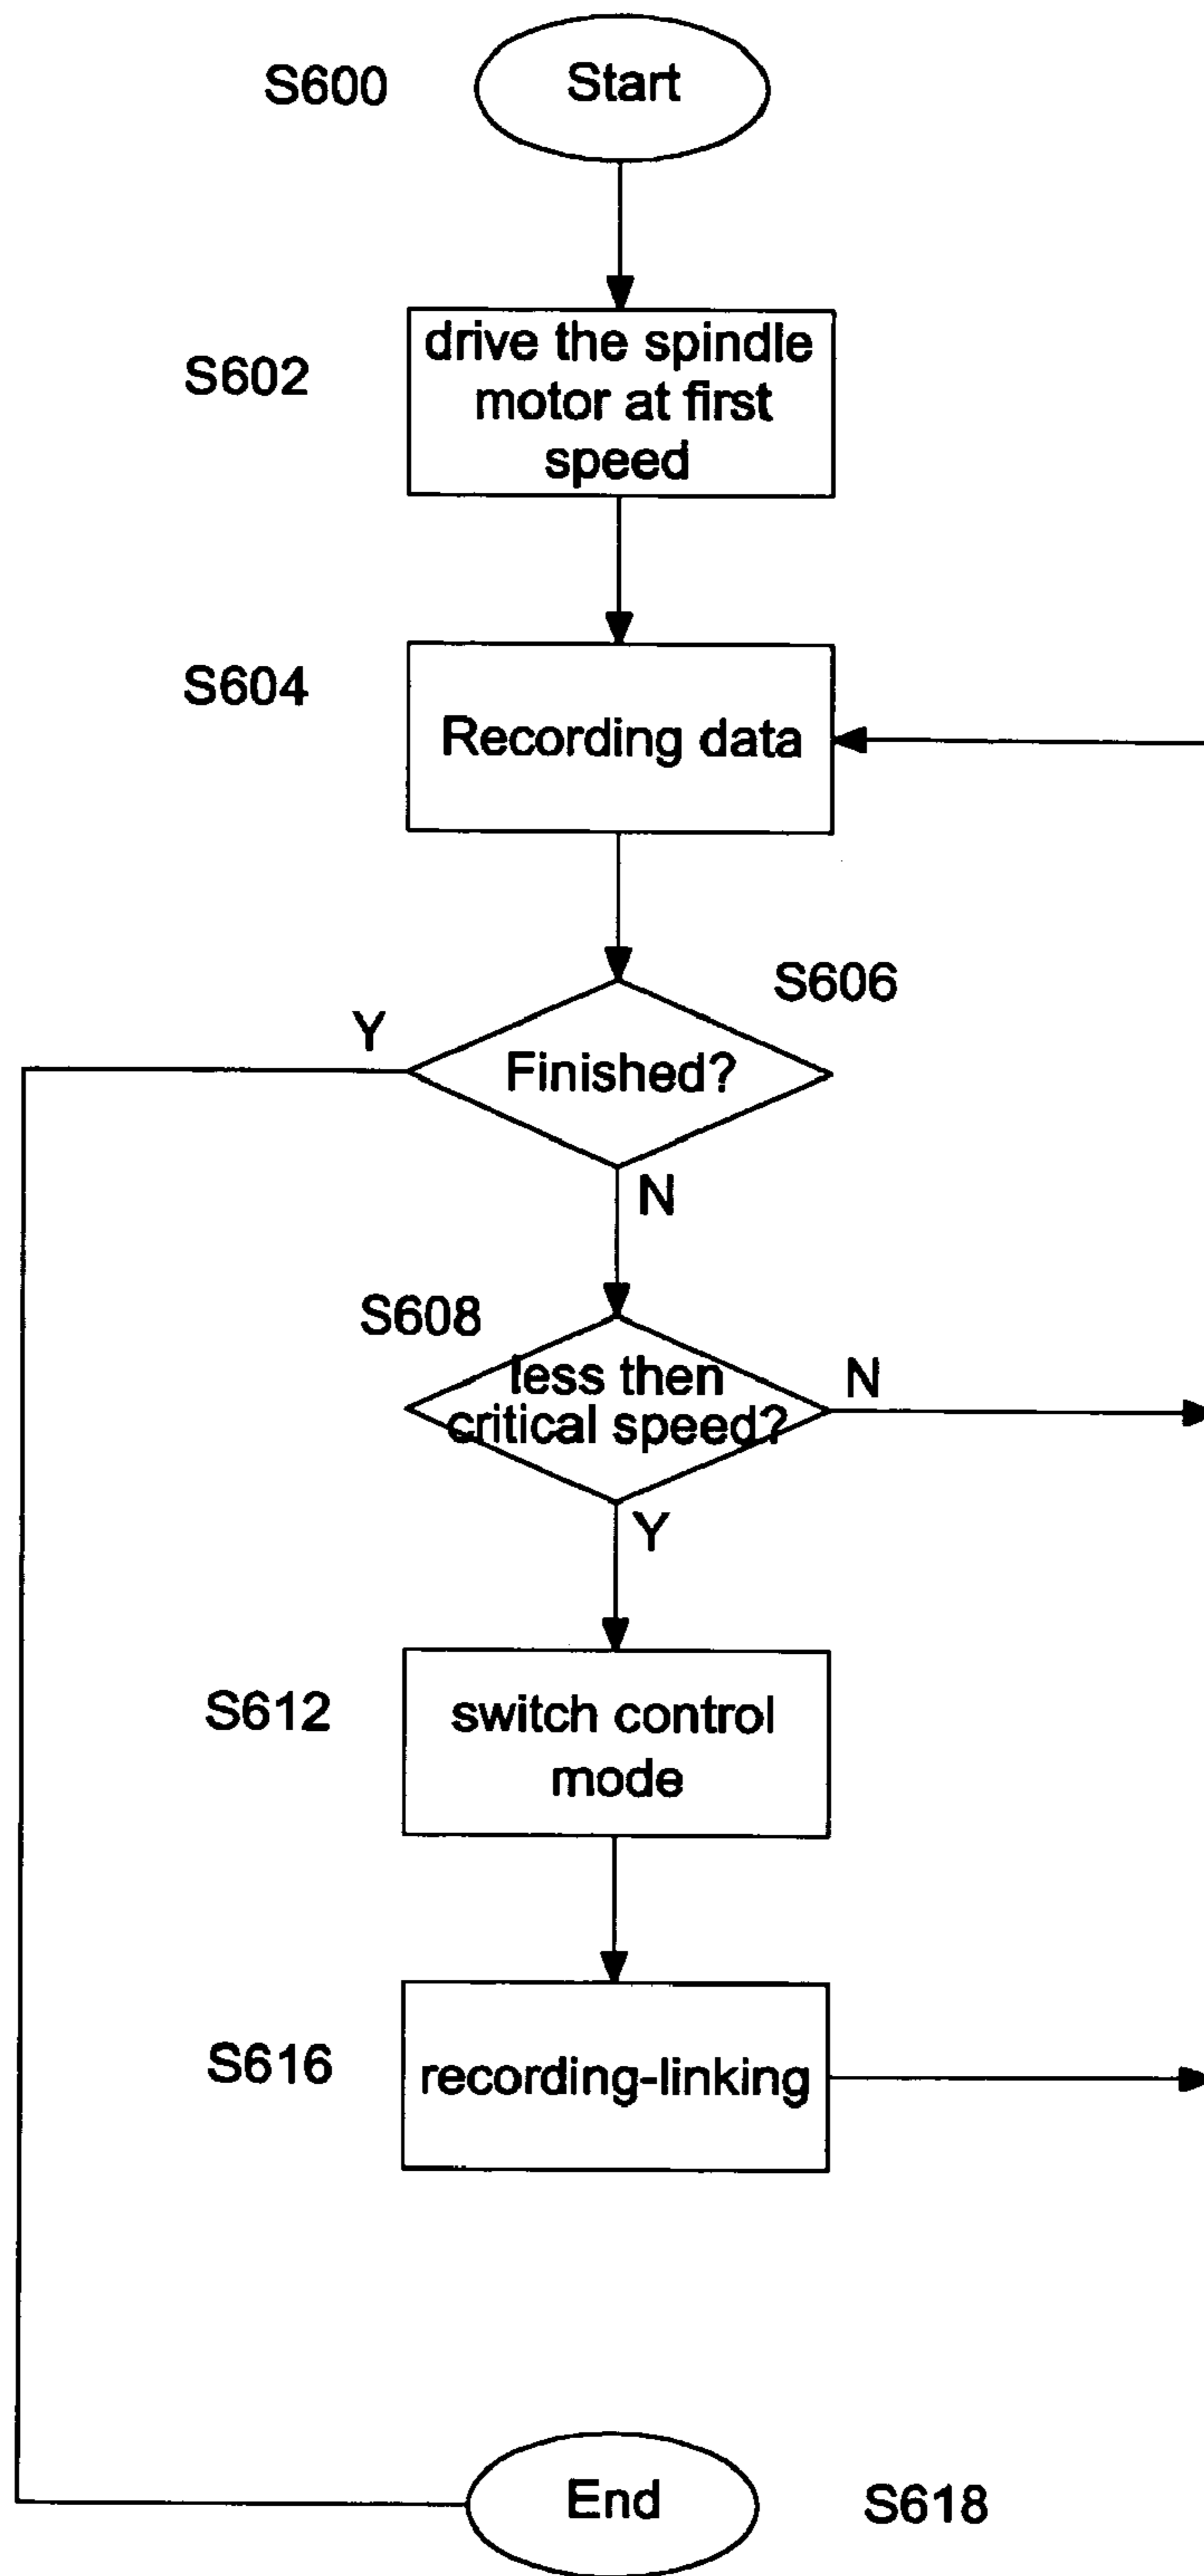 S600
Start
S602
drive the spindle
motor at first
speed
S604
Recording data
S606
Y
Finished?
N
S608
less then
critical speed?
N
Y
S612
switch control
mode
S616
recording-linking
End
S618